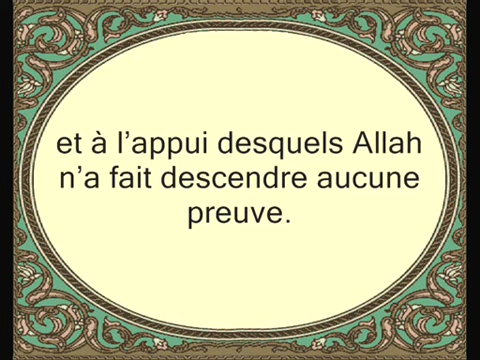 et à l’appui desquels Allah
n’a fait descendre aucune
preuve.